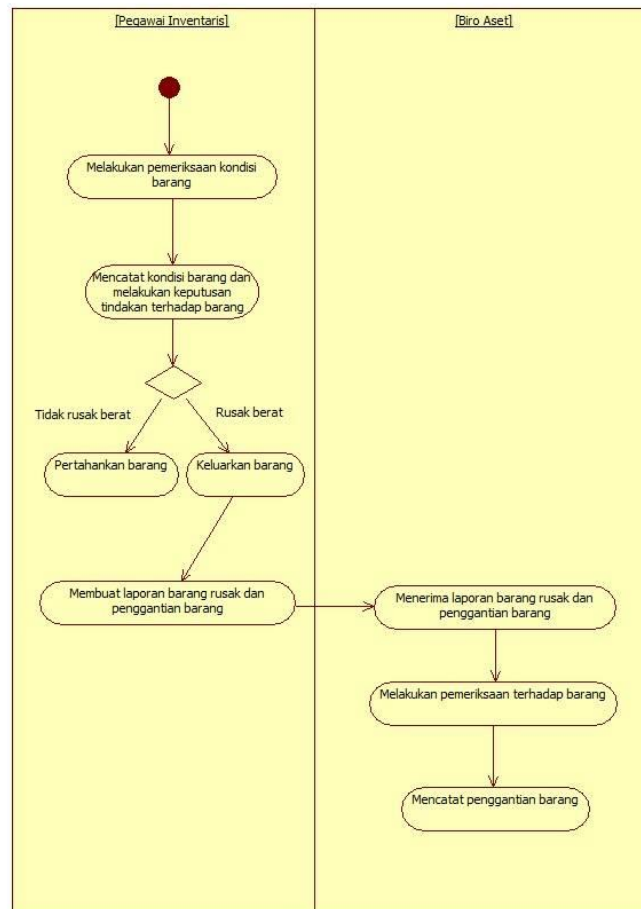 [Pegawai Inventaris]
[Biro Aset]
Melakukan pemeriksaan kondisi
barang
Mencatat kondisi barang dan
melakukan keputusan
tindakan terhadap barang
Tidak rusak berat
Rusak berat
Pertahankan barang
Keluarkan barang
Membuat laporan barang rusak dan
penggantian barang
Menerima laporan barang rusak dan
penggantian barang
Melakukan pemeriksaan terhadap barang
Mencatat penggantian barang